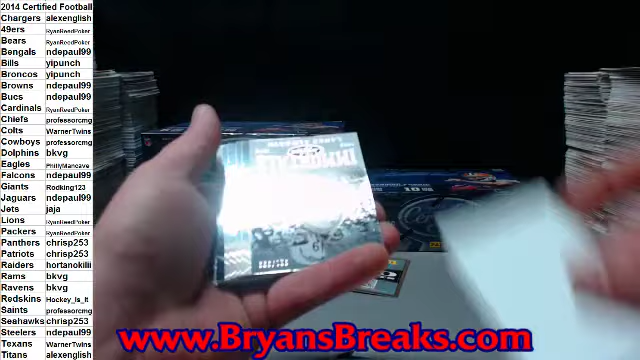 2014 Certified Football
Chargers alexenglish
49ers RyanReedPoker
Bears RyanReedPoker
Bengals ndepaul99
Bills yipunch
Broncos yipunch
Browns ndepaul99
Bucs ndepaul99
Cardinals RyanReedPoker
Chiefs professorcmg
Colts WarnerTwins
Cowboys professorcmg
Dolphins bkvg
Eagles PhillyMancave
Falcons ndepaul99
Giants Rodking123
Jaguars ndepaul99
Jets jaja
Lions RyanReedPoker
Packers RyanReedPoker
Panthers chrisp253
Patriots chrisp253
Raiders hortanokilii
Rams bkvg
Ravens bkvg
Redskins Hockey_Is_It
Saints professorcmg
Seahawks chrisp253
Steelers ndepaul99
Texans WarnerTwins
Titans alexenglish
www.BryansBreaks.com